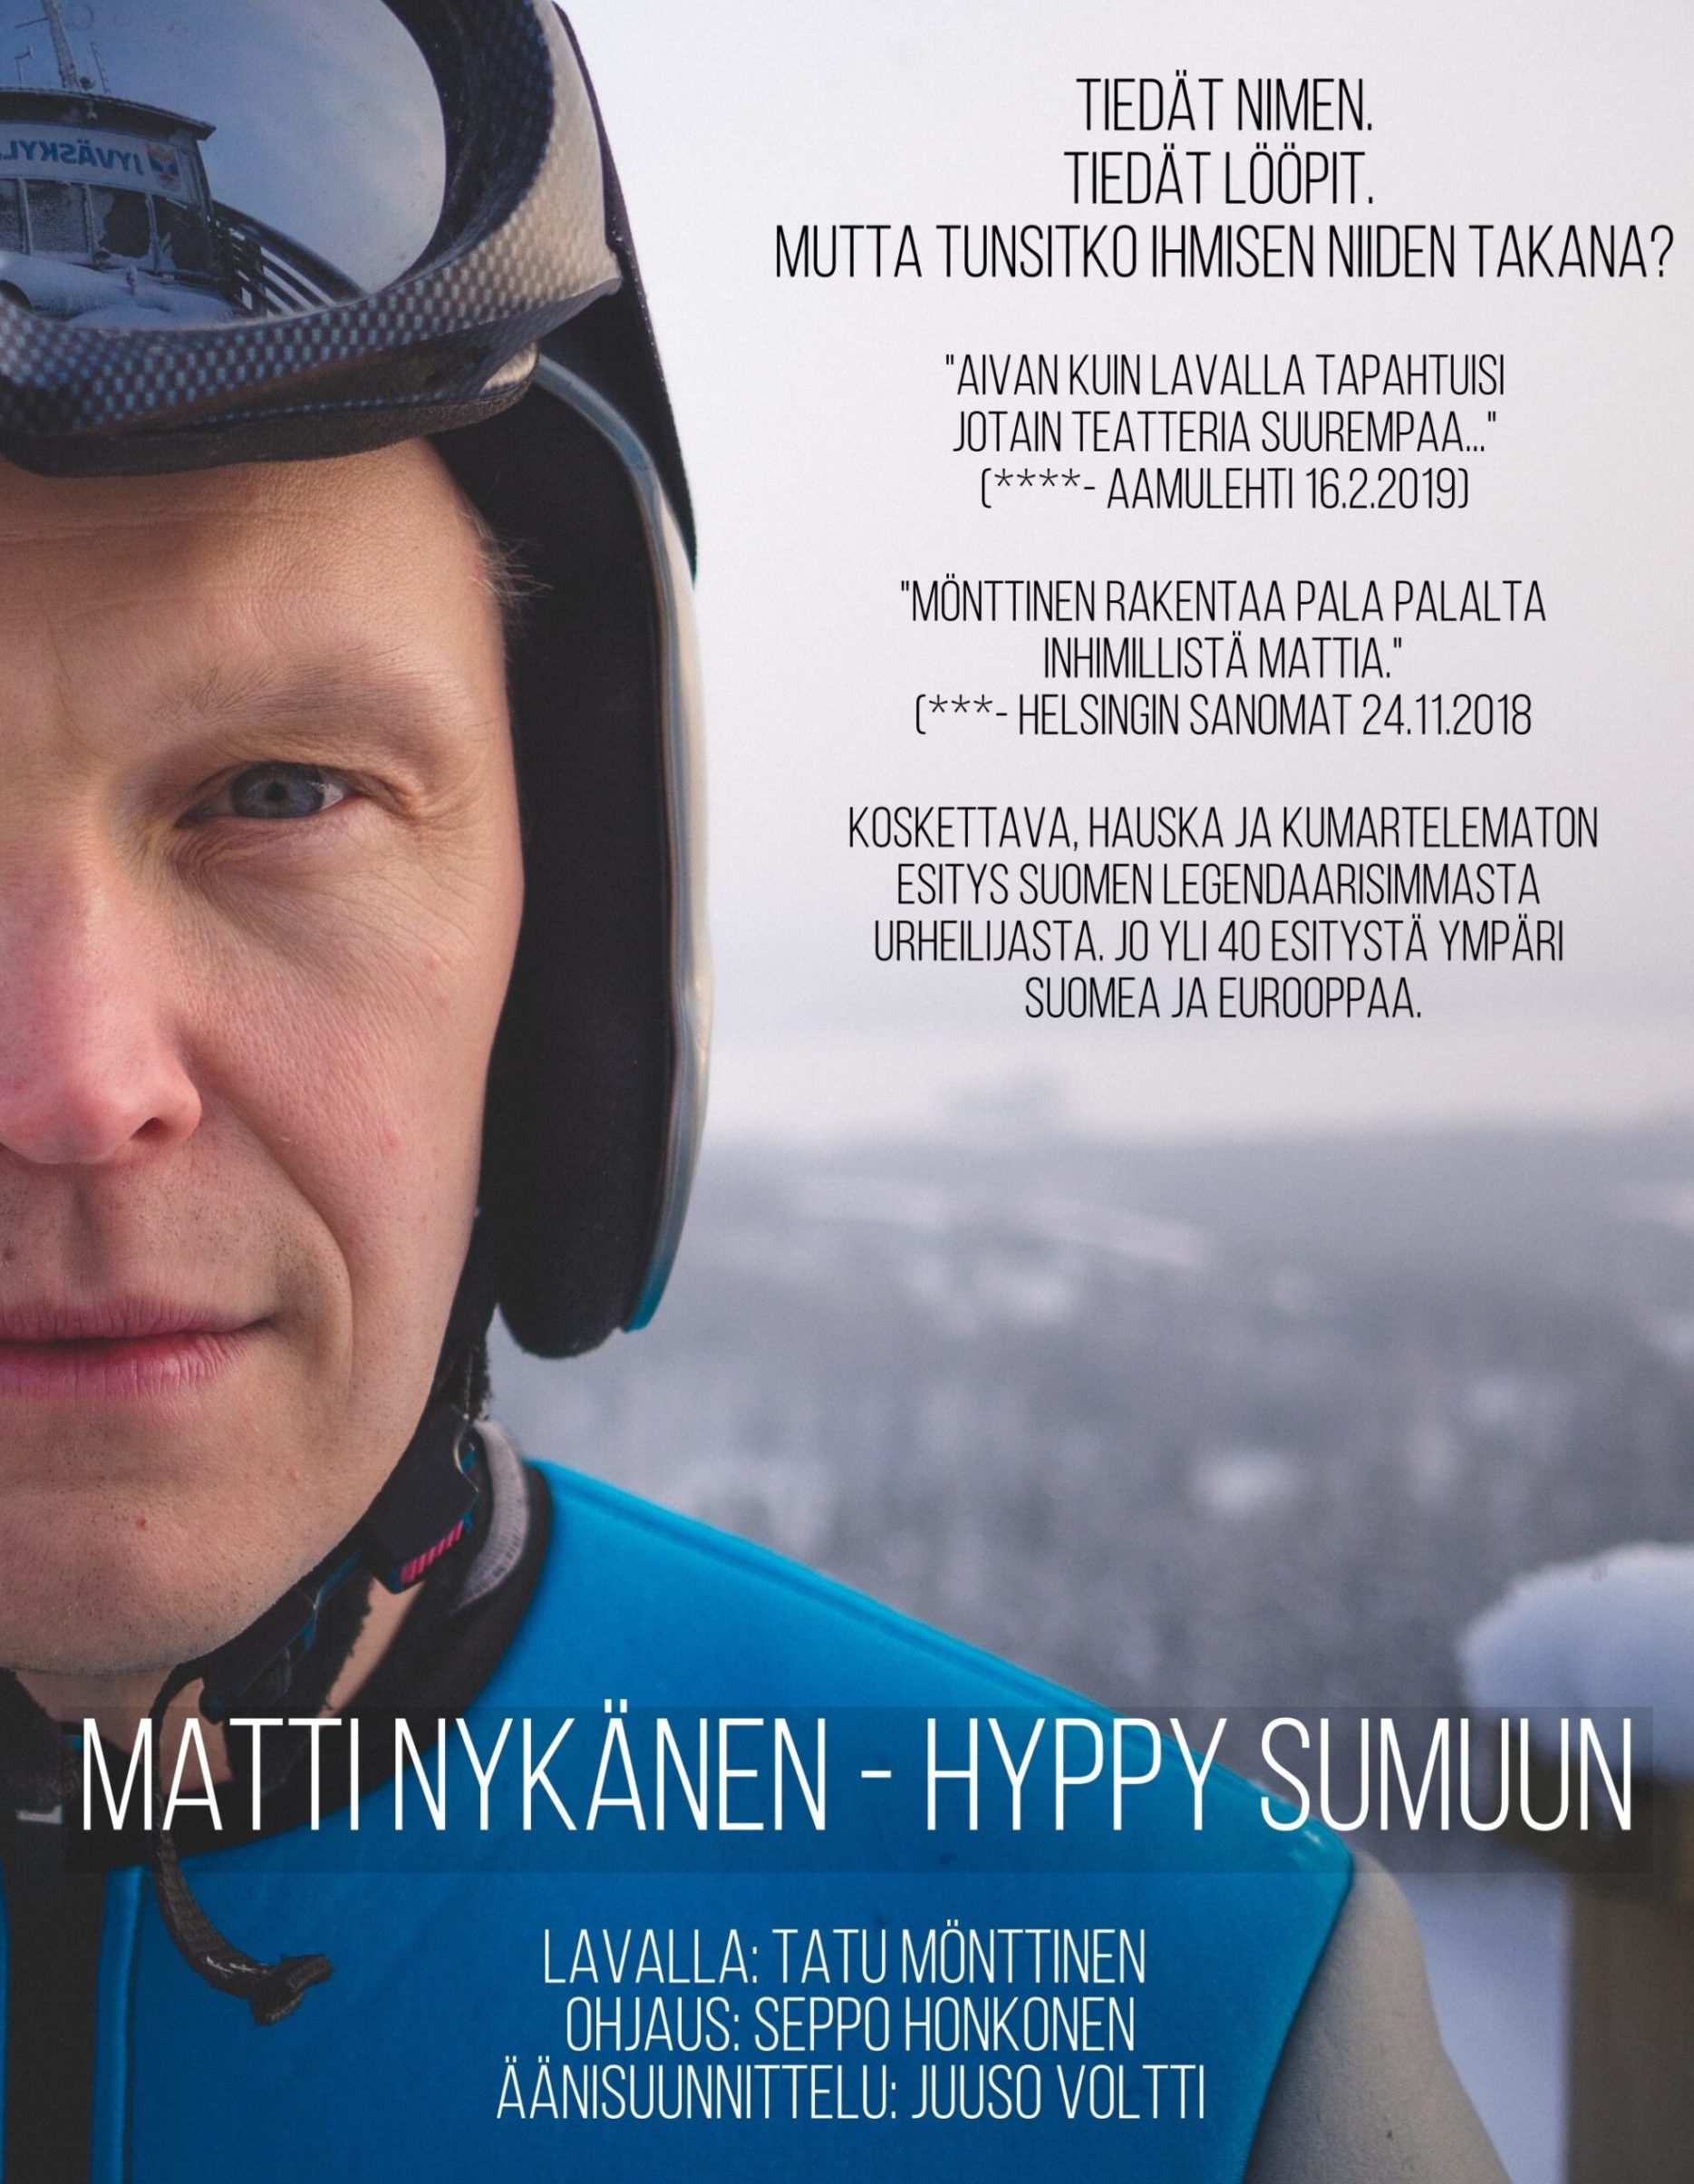 JYVÄSKYL
TIEDÄT NIMEN.
TIEDÄT LÖÖPIT.
MUTTA TUNSITKO IHMISEN NIIDEN TAKANA?
"AIVAN KUIN LAVALLA TAPAHTUISI
JOTAIN TEATTERIA SUUREMPAA..."
(****- AAMULEHTI 16.2.2019)
"MÖNTTINEN RAKENTAA PALA PALALTA
INHIMILLISTÄ MATTIA."
(***- HELSINGIN SANOMAT 24.11.2018
KOSKETTAVA, HAUSKA JA KUMARTELEMATON
ESITYS SUOMEN LEGENDAARISIMMASTA
URHEILIJASTA. JO YLI 40 ESITYSTÄ YMPÄRI
SUOMEA JA EUROOPPAA.
MATTI NYKÄNEN - HYPPY SUMUUN
LAVALLA: TATU MÖNTTINEN
OHJAUS: SEPPO HONKONEN
ÄÄNISUUNNITTELU: JUUSO VOLTTI